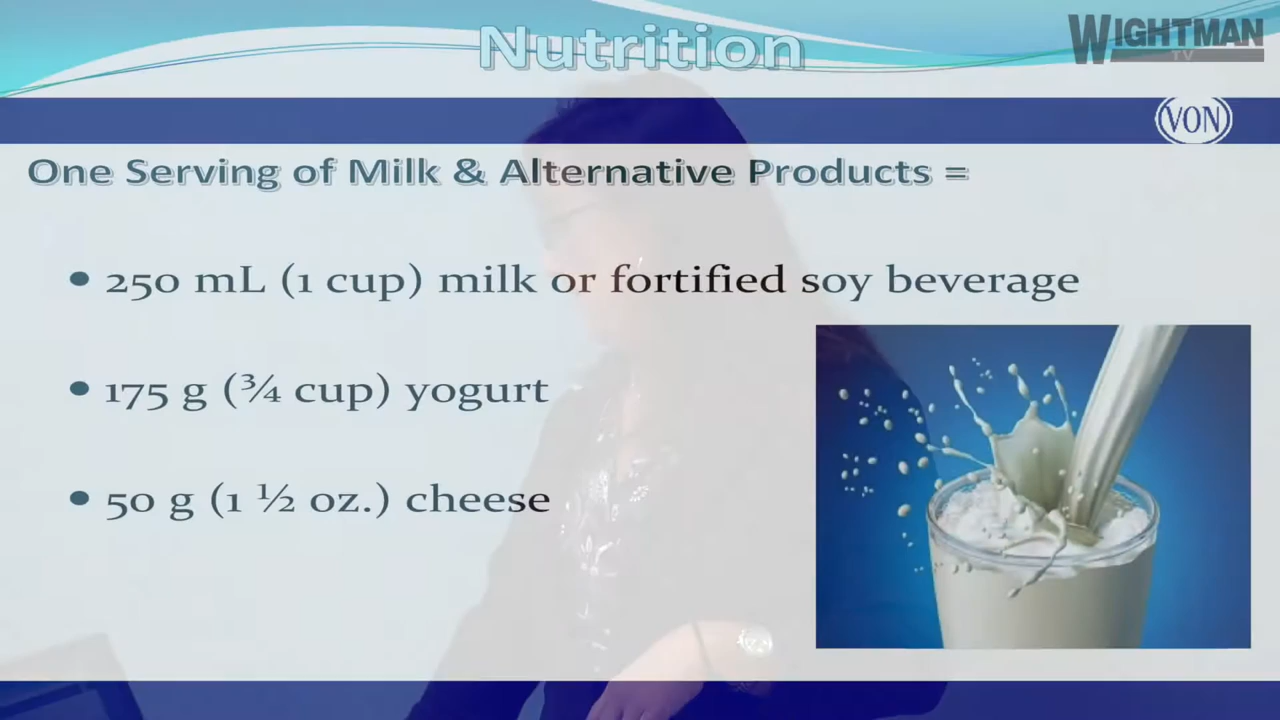 Nutrition
WIGHTMAN
TV
VON
One Serving of Milk & Alternative Products =
• 250 mL (1 cup) milk or fortified soy beverage
• 175 g (¾ cup) yogurt
• 50 g (1 ½ oz.) cheese